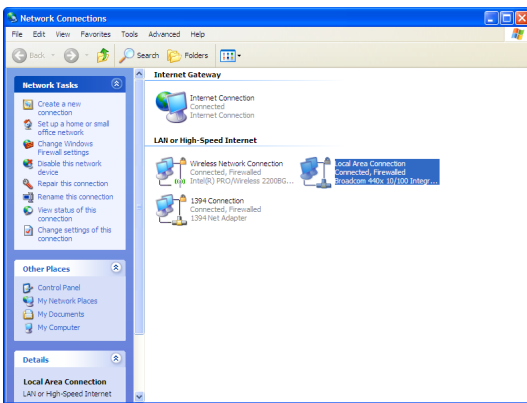 Network Connections
File Edit View Favorites Tools Advanced Help
Back Search Folders
Network Tasks
Create a new
connection
Set up a home or small
office network
Change Windows
Firewall settings
Disable this network
device
Repair this connection
Rename this connection
View status of this
connection
Change settings of this
connection
Other Places
Control Panel
My Network Places
My Documents
My Computer
Details
Local Area Connection
LAN or High-Speed Internet
Internet Gateway
Internet Connection
Connected
Internet Connection
LAN or High-Speed Internet
Wireless Network Connection
Connected, Firewalled
Intel(R) PRO/Wireless 2200BG...
Local Area Connection
Connected, Firewalled
Broadcom 440x 10/100 Integr...
1394 Connection
Connected, Firewalled
1394 Net Adapter